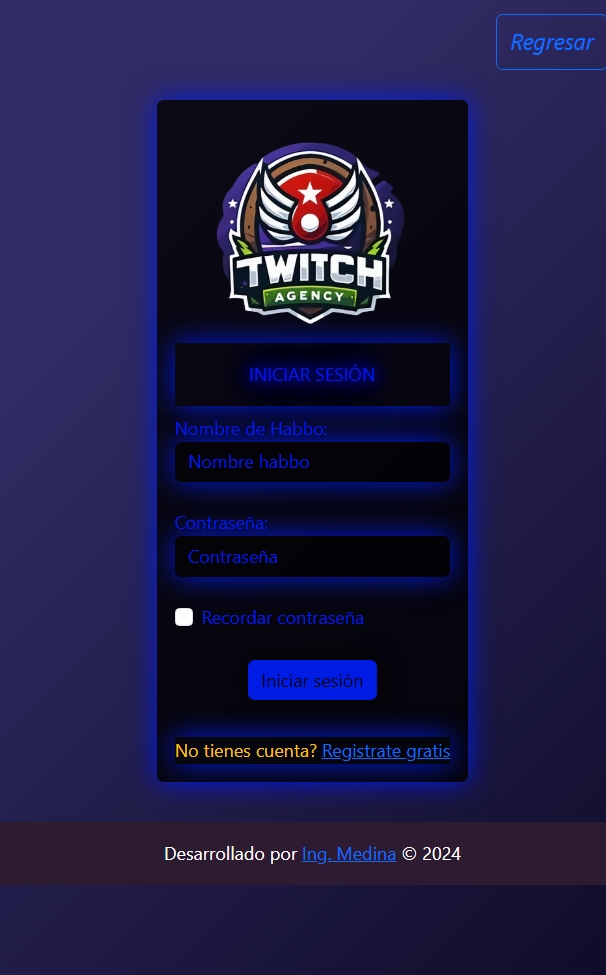 Regresar
TWITCH
AGENCY
INICIAR SESIÓN
Nombre de Habbo:
Nombre habbo
Contraseña:
Contraseña
Recordar contraseña
Iniciar sesión
No tienes cuenta? Registrate gratis
Desarrollado por Ing. Medina © 2024